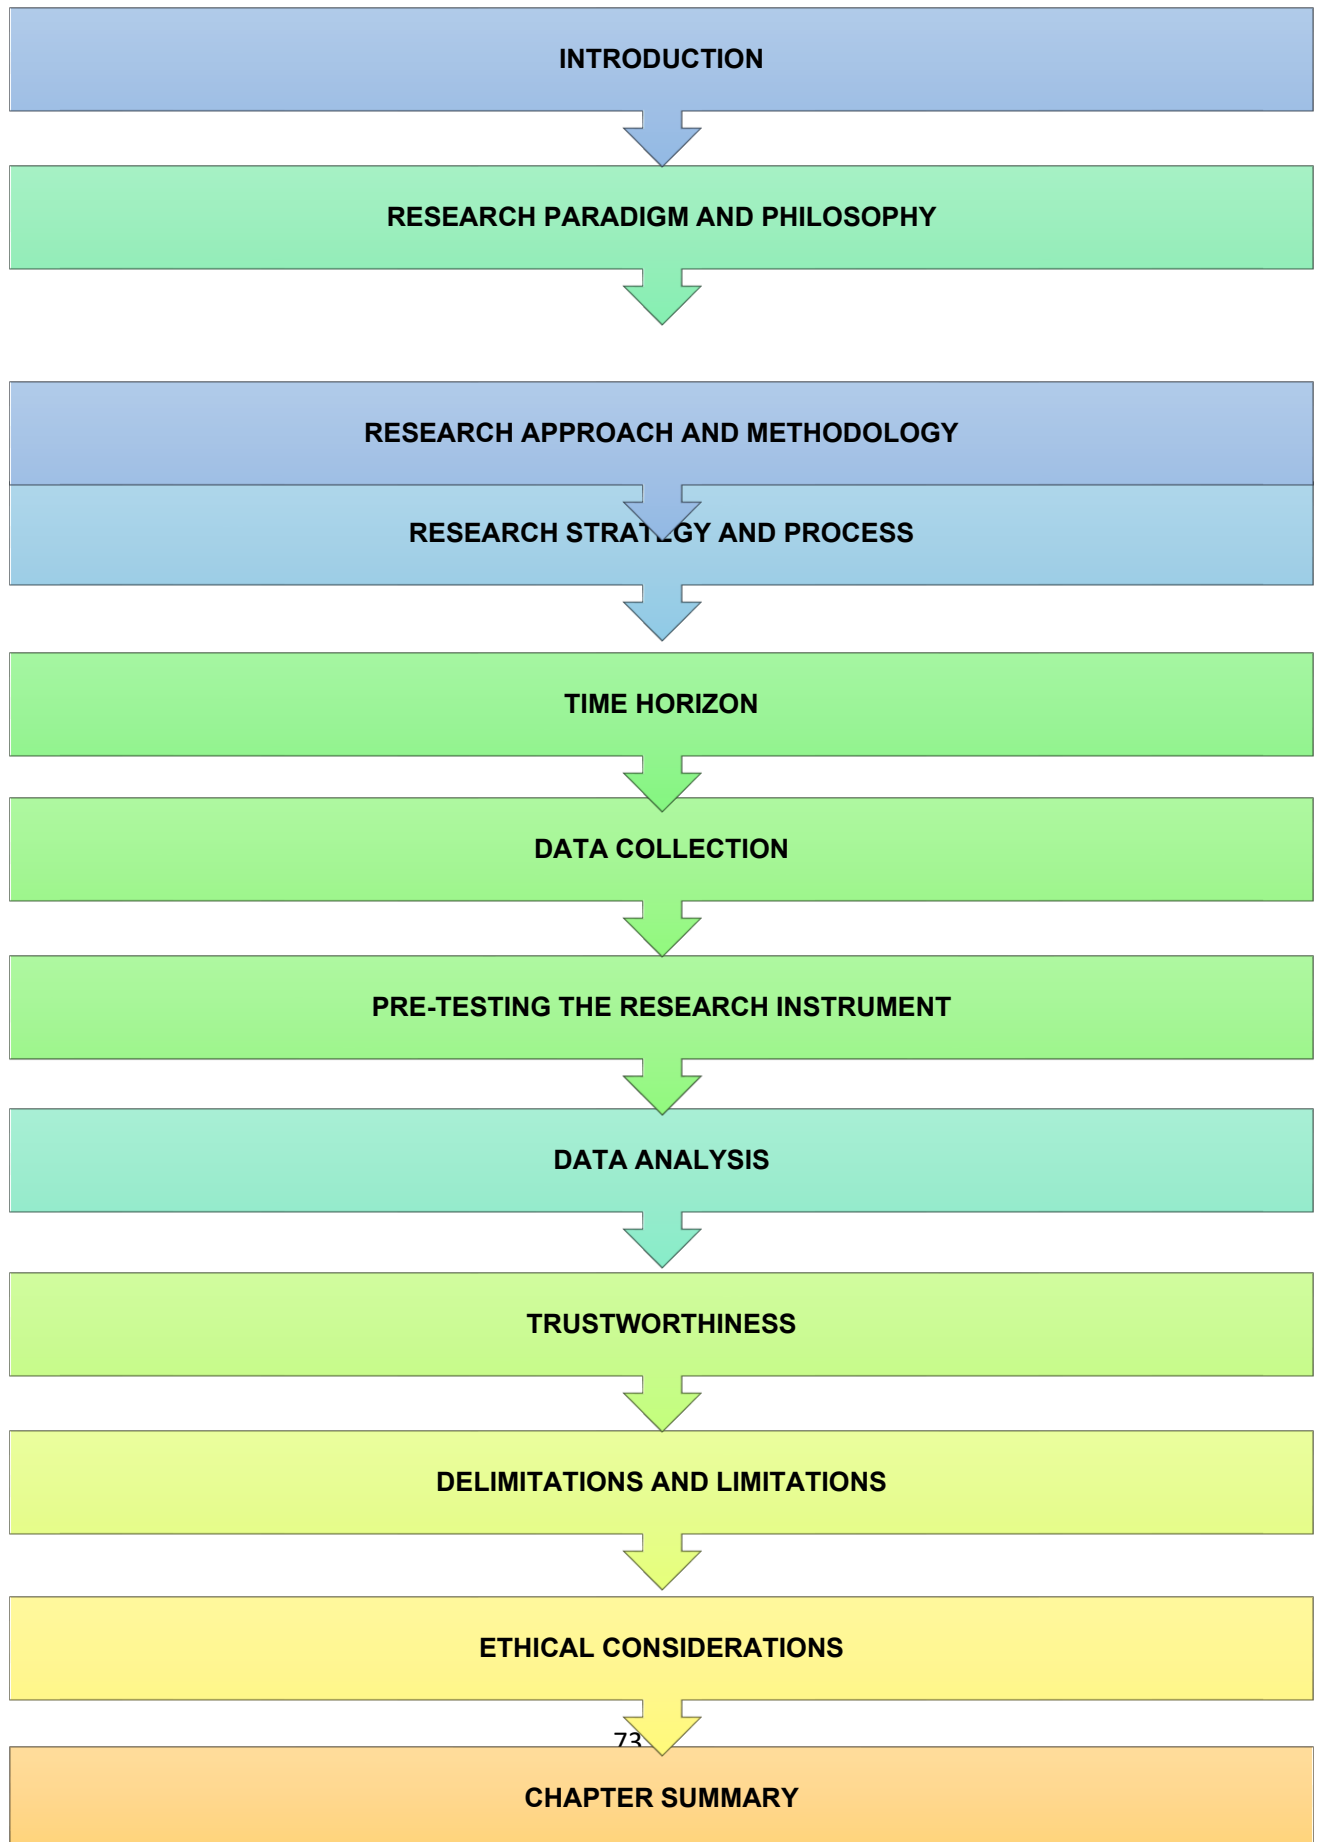 INTRODUCTION
RESEARCH PARADIGM AND PHILOSOPHY
RESEARCH APPROACH AND METHODOLOGY
RESEARCH STRATEGY AND PROCESS
TIME HORIZON
DATA COLLECTION
PRE-TESTING THE RESEARCH INSTRUMENT
DATA ANALYSIS
TRUSTWORTHINESS
DELIMITATIONS AND LIMITATIONS
ETHICAL CONSIDERATIONS
73
CHAPTER SUMMARY